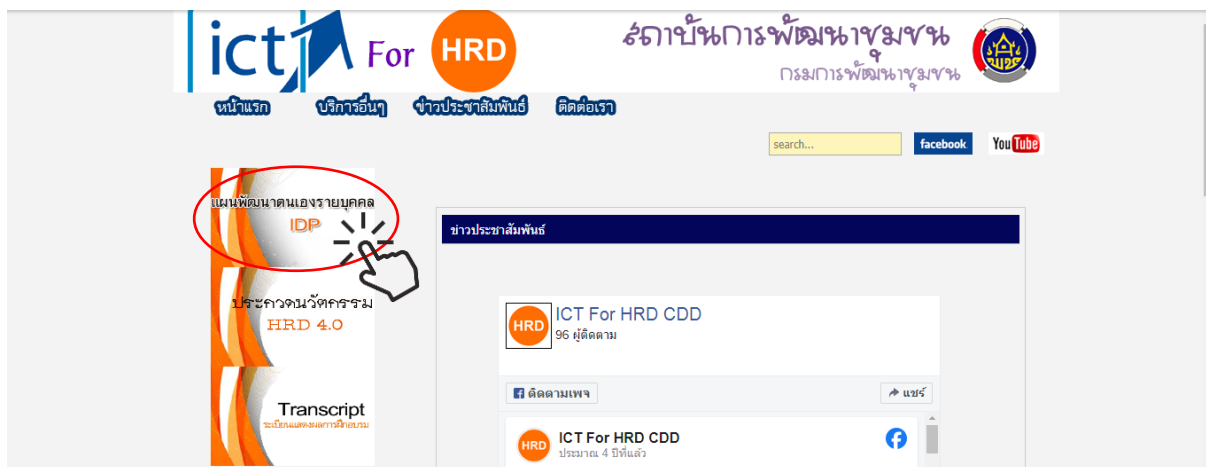 ict For HRD
สถาบันการพัฒนาชุมชน
กรมการพัฒนาชุมชน
พช
หน้าแรก บริการอื่นๆ ข่าวประชาสัมพันธ์ ติดต่อเรา
search... facebook YouTube
แผนพัฒนาตนเองรายบุคคล
IDP
ประกวดนวัตกรรม
HRD 4.0
Transcript
ระเบียนแสดงผลการฝึกอบรม
ข่าวประชาสัมพันธ์
HRD
ICT For HRD CDD
96 ผู้ติดตาม
ติดตามเพจ แชร์
HRD
ICT For HRD CDD
ประมาณ 4 ปีที่แล้ว